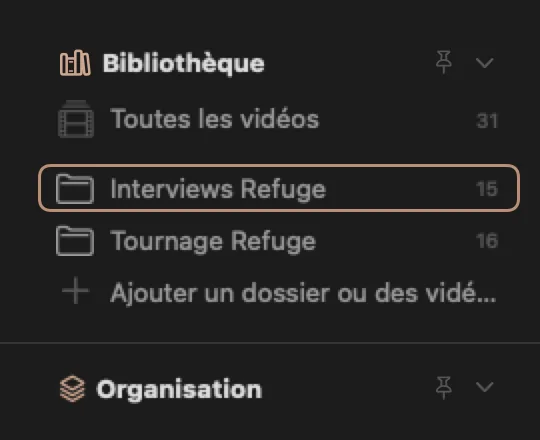 Bibliothèque
Toutes les vidéos 31
Interviews Refuge 15
Tournage Refuge 16
Ajouter un dossier ou des vidé...
Organisation